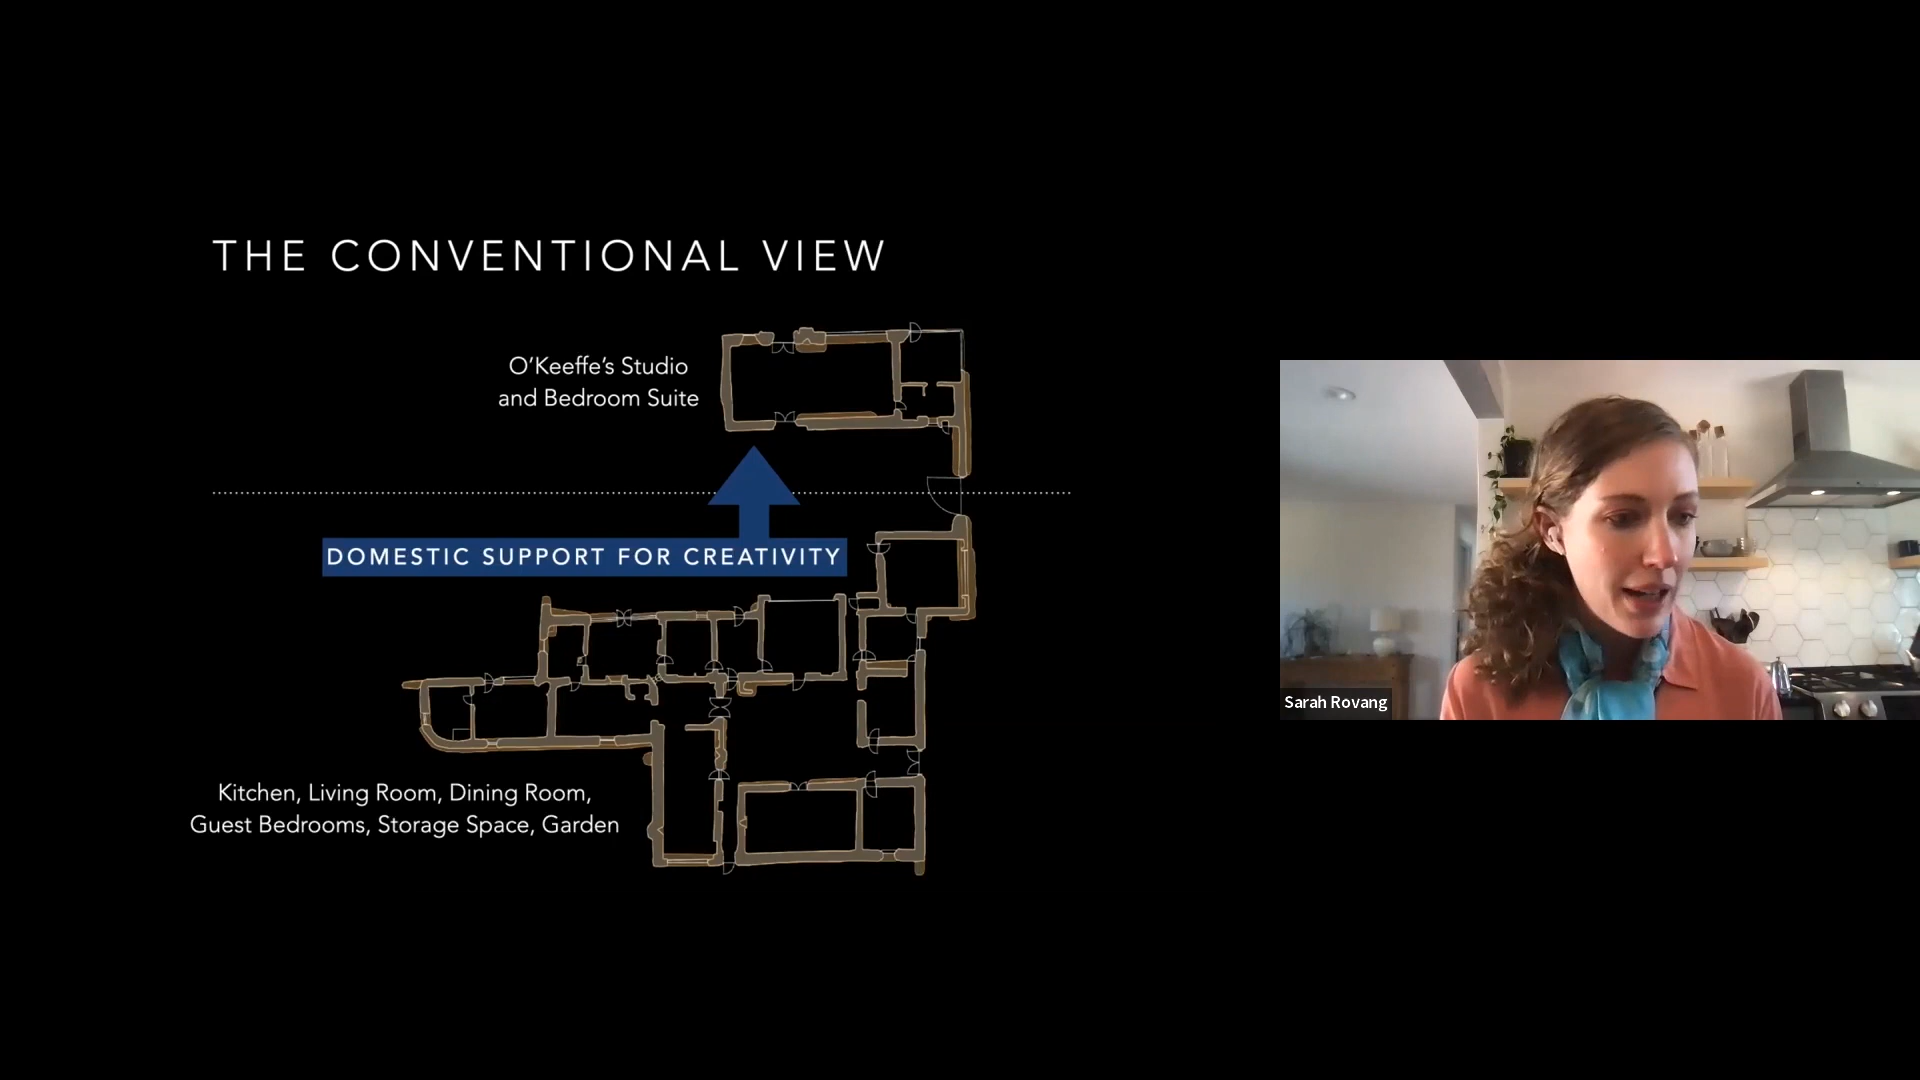 THE CONVENTIONAL VIEW
O’Keeffe’s Studio
and Bedroom Suite
DOMESTIC SUPPORT FOR CREATIVITY
Kitchen, Living Room, Dining Room,
Guest Bedrooms, Storage Space, Garden
Sarah Rovang